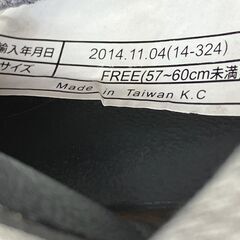 輸入年月日 2014.11.04(14-324)
サイズ FREE(57~60cm未満
Made in Taiwan K.C